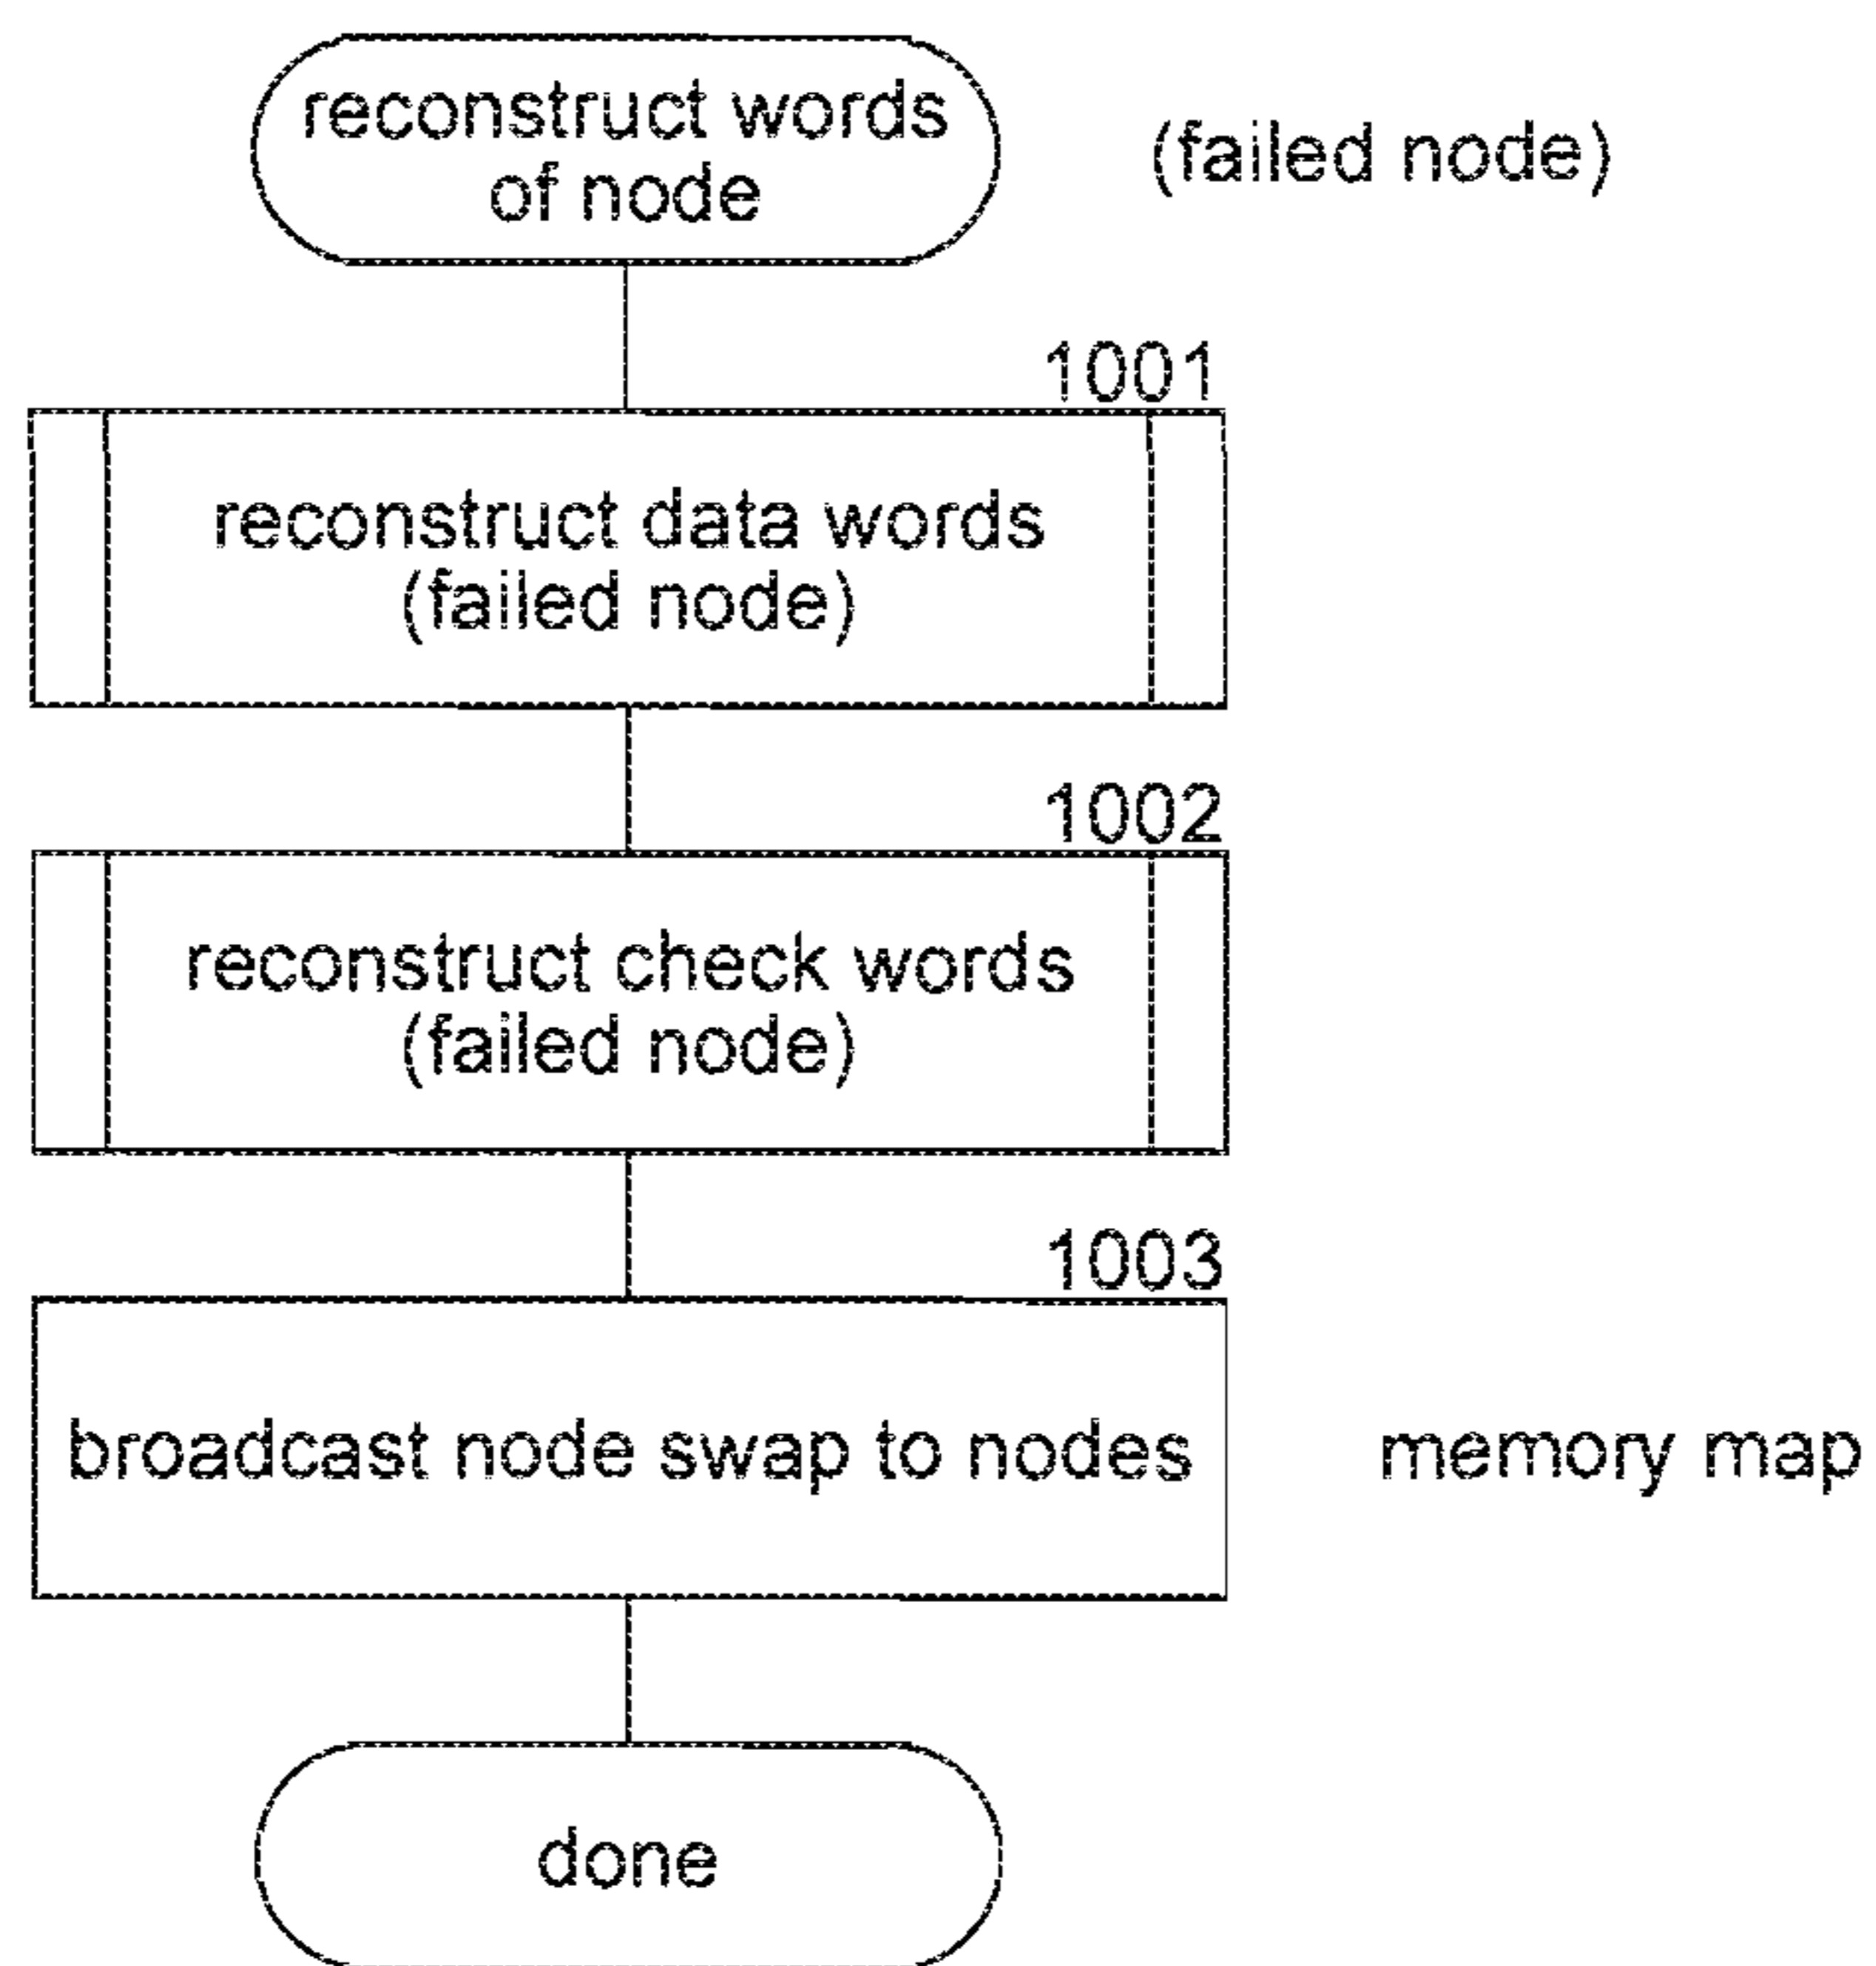 reconstruct words
of node
(failed node)
1001
reconstruct data words
(failed node)
1002
reconstruct check words
(failed node)
1003
broadcast node swap to nodes
memory map
done